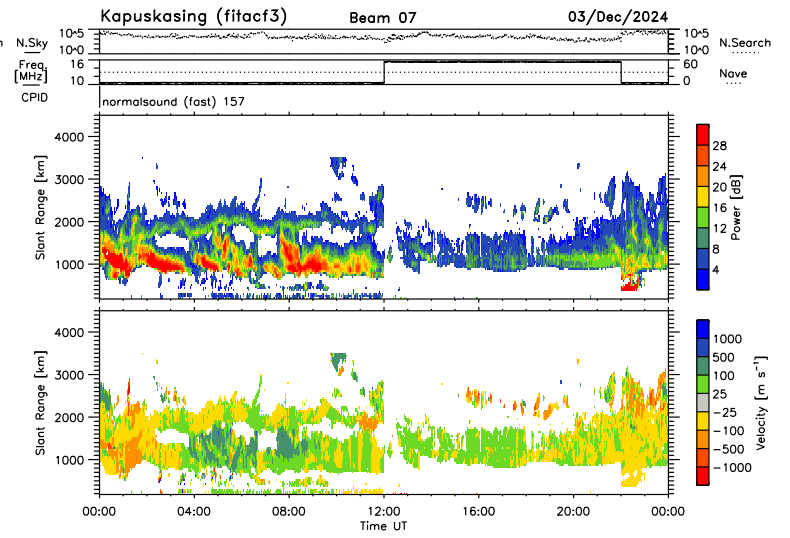 Kapuskasing (fitacf3) Beam 07 03/Dec/2024
n N.Sky 10^5 10^0 10^5 10^0 N.Search
Freq. [MHz] 16 10 60 0 Nave
CPID normalsound (fast) 157
Slant Range [km] 4000 3000 2000 1000
28 24 20 16 12 8 4 Power [dB]
Slant Range [km] 4000 3000 2000 1000
1000 500 100 25 -25 -100 -500 -1000 Velocity [m s⁻¹]
00:00 04:00 08:00 12:00 16:00 20:00 00:00
Time UT